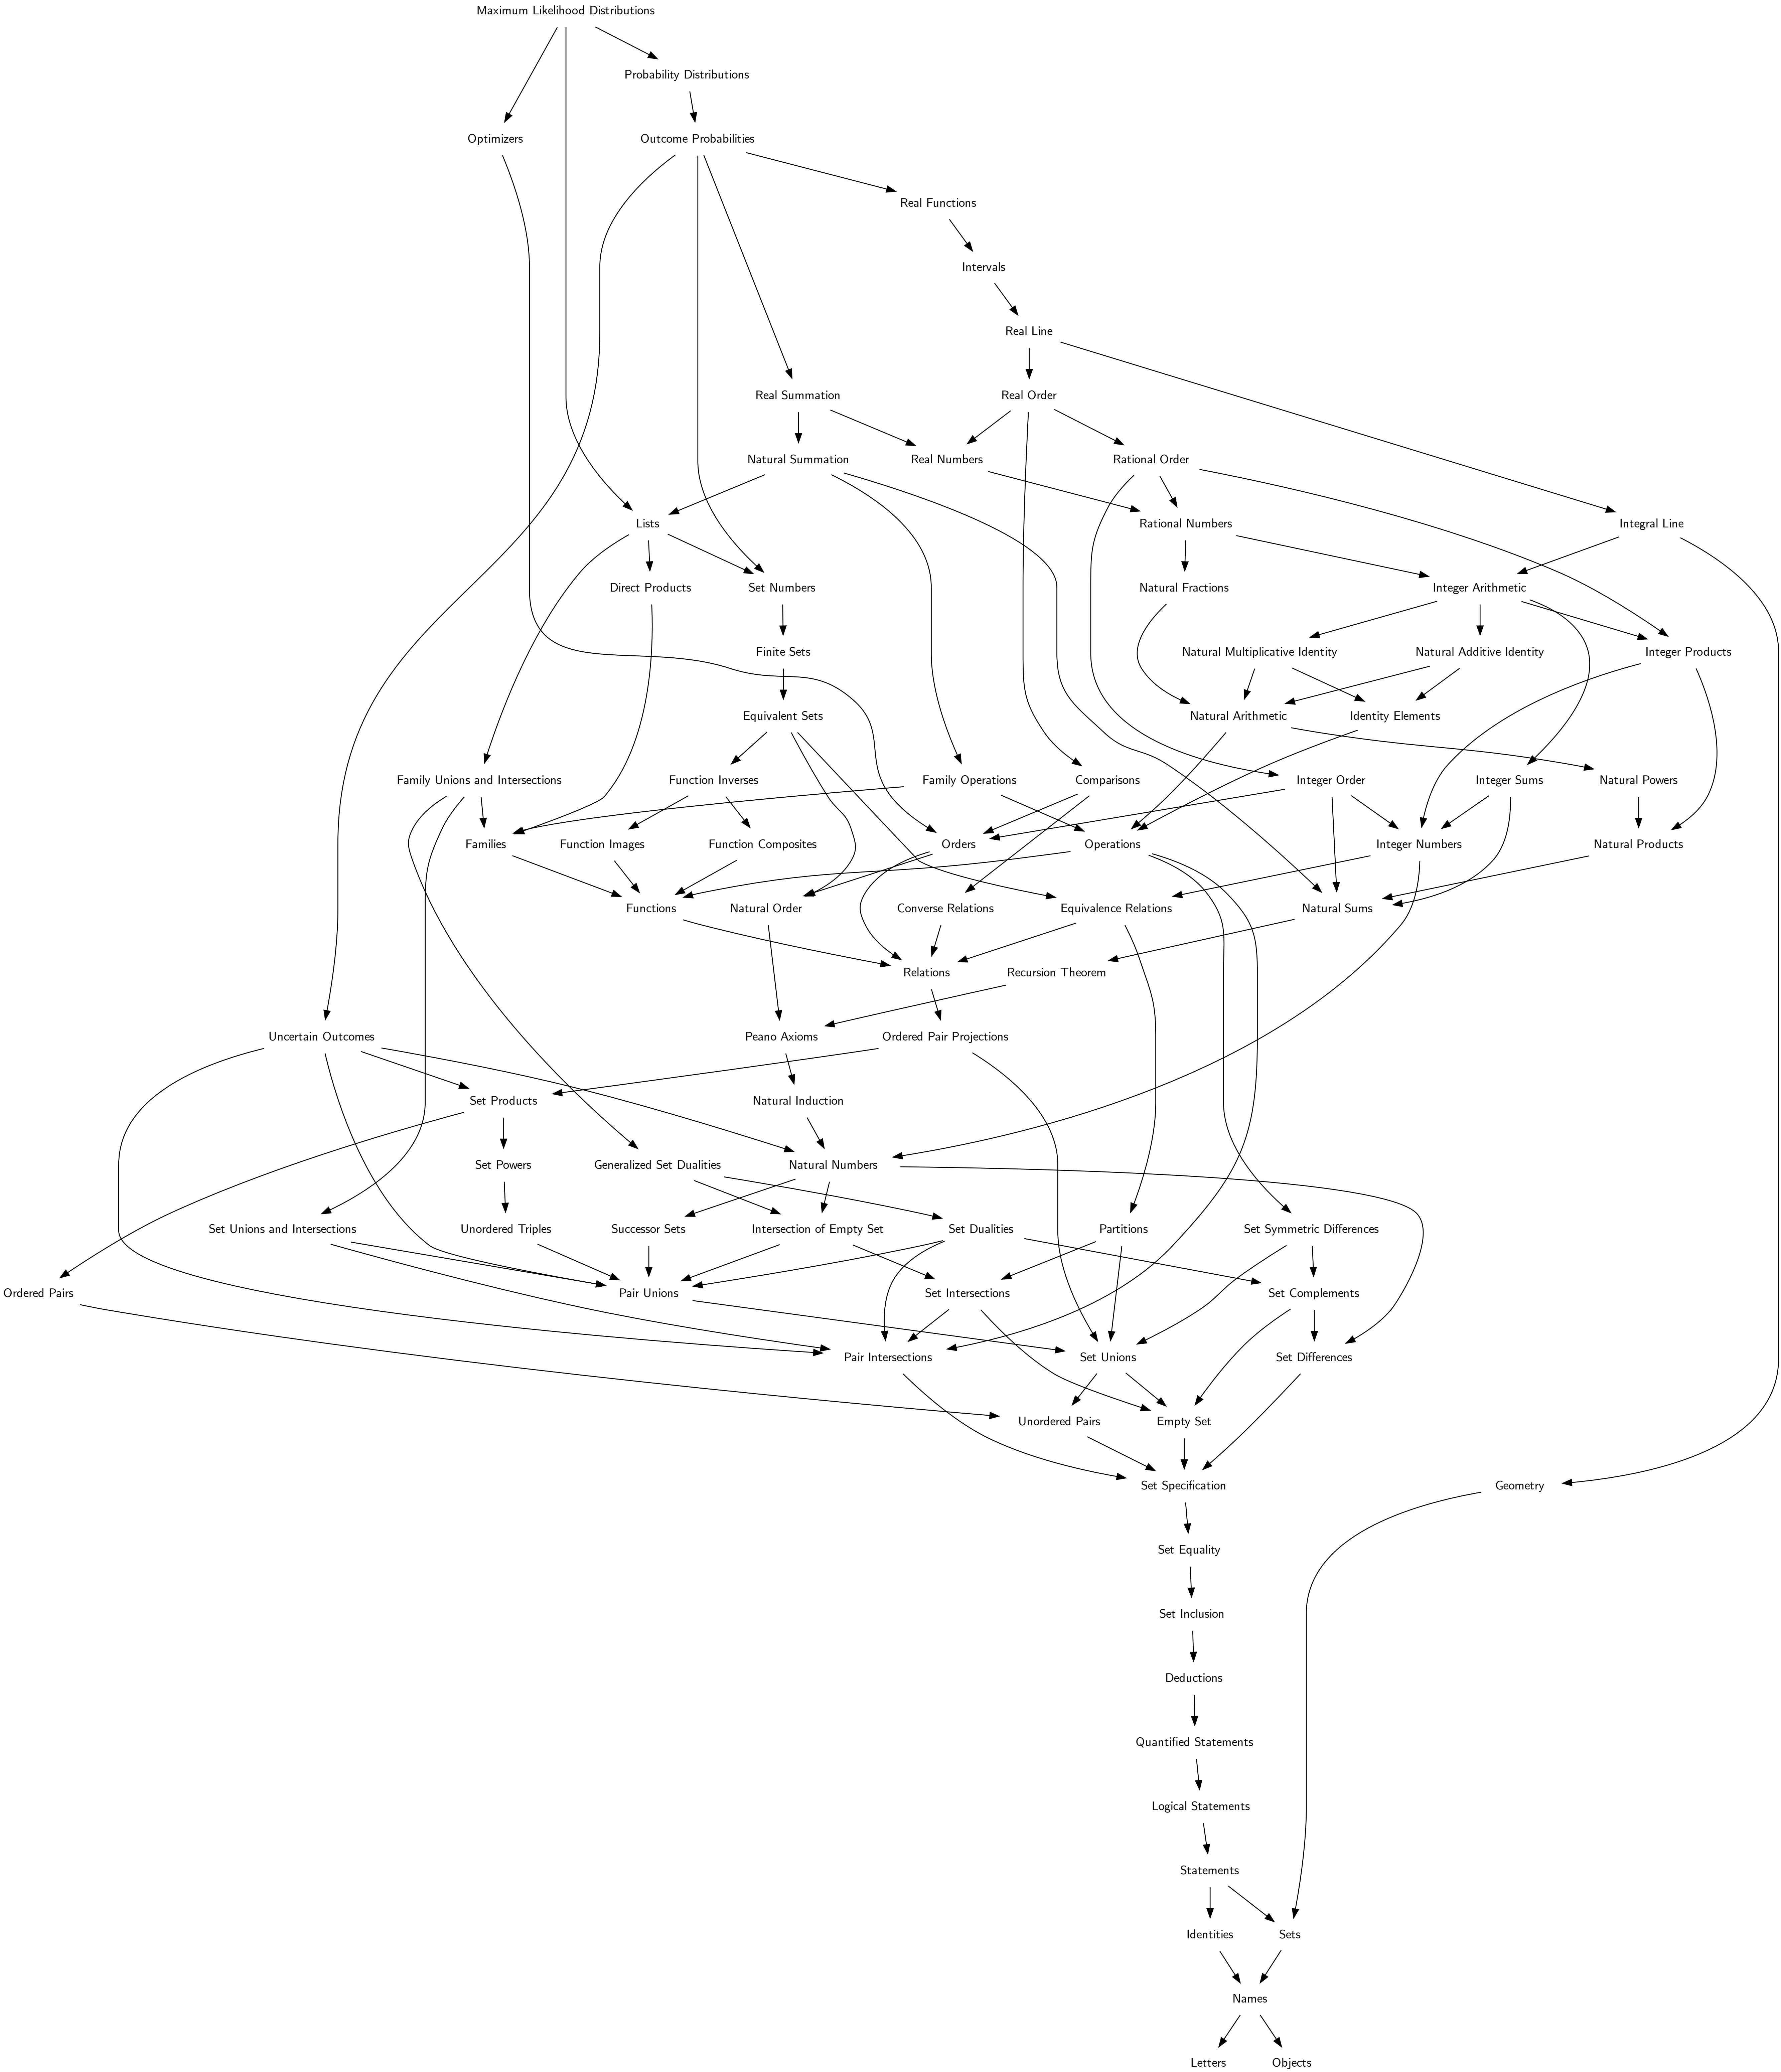 Maximum Likelihood Distributions
Probability Distributions
Optimizers
Outcome Probabilities
Real Functions
Intervals
Real Line
Real Summation
Real Order
Natural Summation
Real Numbers
Rational Order
Lists
Rational Numbers
Integral Line
Direct Products
Set Numbers
Natural Fractions
Integer Arithmetic
Finite Sets
Natural Multiplicative Identity
Natural Additive Identity
Integer Products
Equivalent Sets
Natural Arithmetic
Identity Elements
Family Unions and Intersections
Function Inverses
Family Operations
Comparisons
Integer Order
Integer Sums
Natural Powers
Families
Function Images
Function Composites
Orders
Operations
Integer Numbers
Natural Products
Functions
Natural Order
Converse Relations
Equivalence Relations
Natural Sums
Relations
Recursion Theorem
Uncertain Outcomes
Peano Axioms
Ordered Pair Projections
Set Products
Natural Induction
Set Powers
Generalized Set Dualities
Natural Numbers
Set Unions and Intersections
Unordered Triples
Successor Sets
Intersection of Empty Set
Set Dualities
Partitions
Set Symmetric Differences
Ordered Pairs
Pair Unions
Set Intersections
Set Complements
Pair Intersections
Set Unions
Set Differences
Unordered Pairs
Empty Set
Set Specification
Geometry
Set Equality
Set Inclusion
Deductions
Quantified Statements
Logical Statements
Statements
Identities
Sets
Names
Letters
Objects